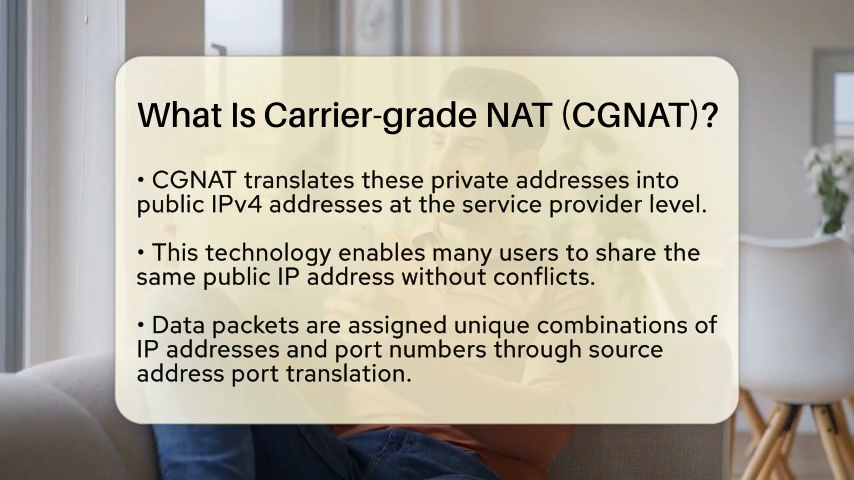 What Is Carrier-grade NAT (CGNAT)?
• CGNAT translates these private addresses into
public IPv4 addresses at the service provider level.
• This technology enables many users to share the
same public IP address without conflicts.
• Data packets are assigned unique combinations of
IP addresses and port numbers through source
address port translation.